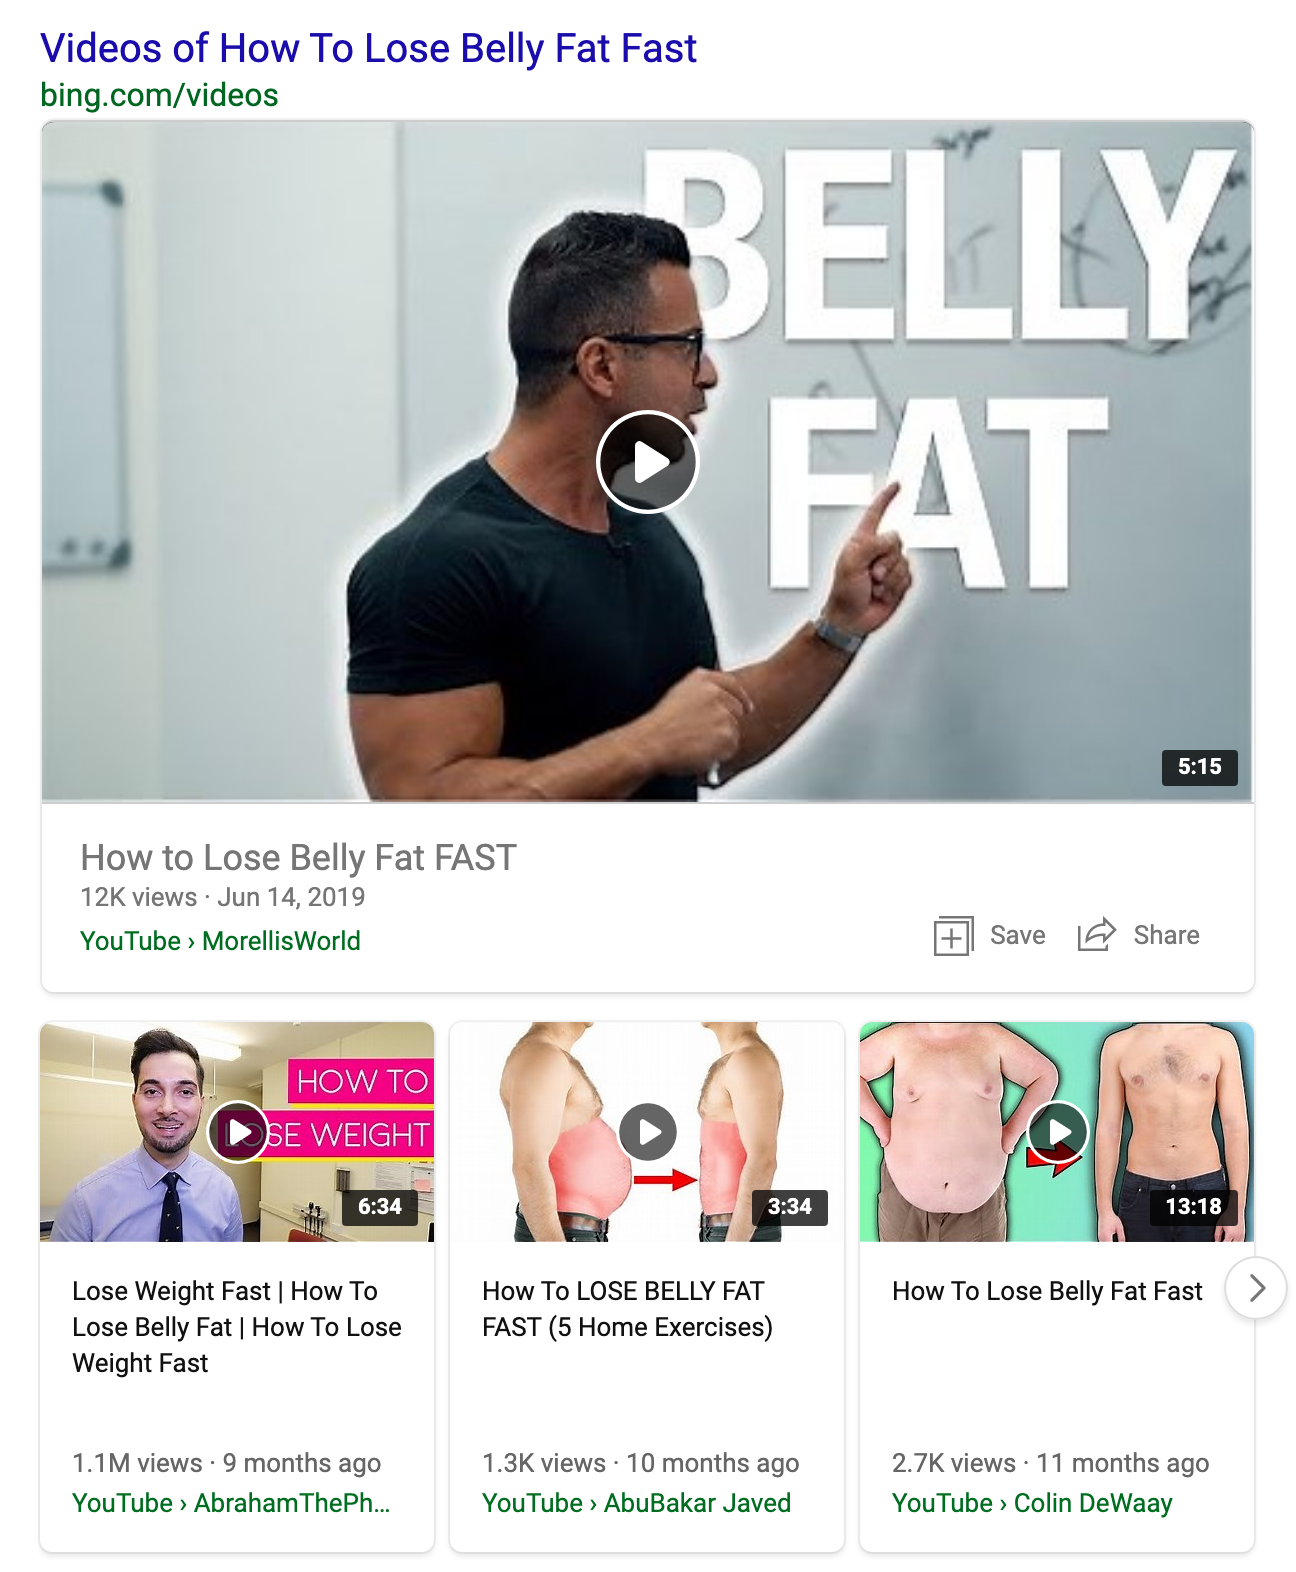 Videos of How To Lose Belly Fat Fast
bing.com/videos
BELLY
FAT
5:15
How to Lose Belly Fat FAST
12K views · Jun 14, 2019
YouTube › MorellisWorld
Save
Share
HOW TO
LOSE WEIGHT
6:34
3:34
13:18
Lose Weight Fast | How To
Lose Belly Fat | How To Lose
Weight Fast
1.1M views · 9 months ago
YouTube › AbrahamThePh...
How To LOSE BELLY FAT
FAST (5 Home Exercises)
1.3K views · 10 months ago
YouTube › AbuBakar Javed
How To Lose Belly Fat Fast
2.7K views · 11 months ago
YouTube › Colin DeWaay